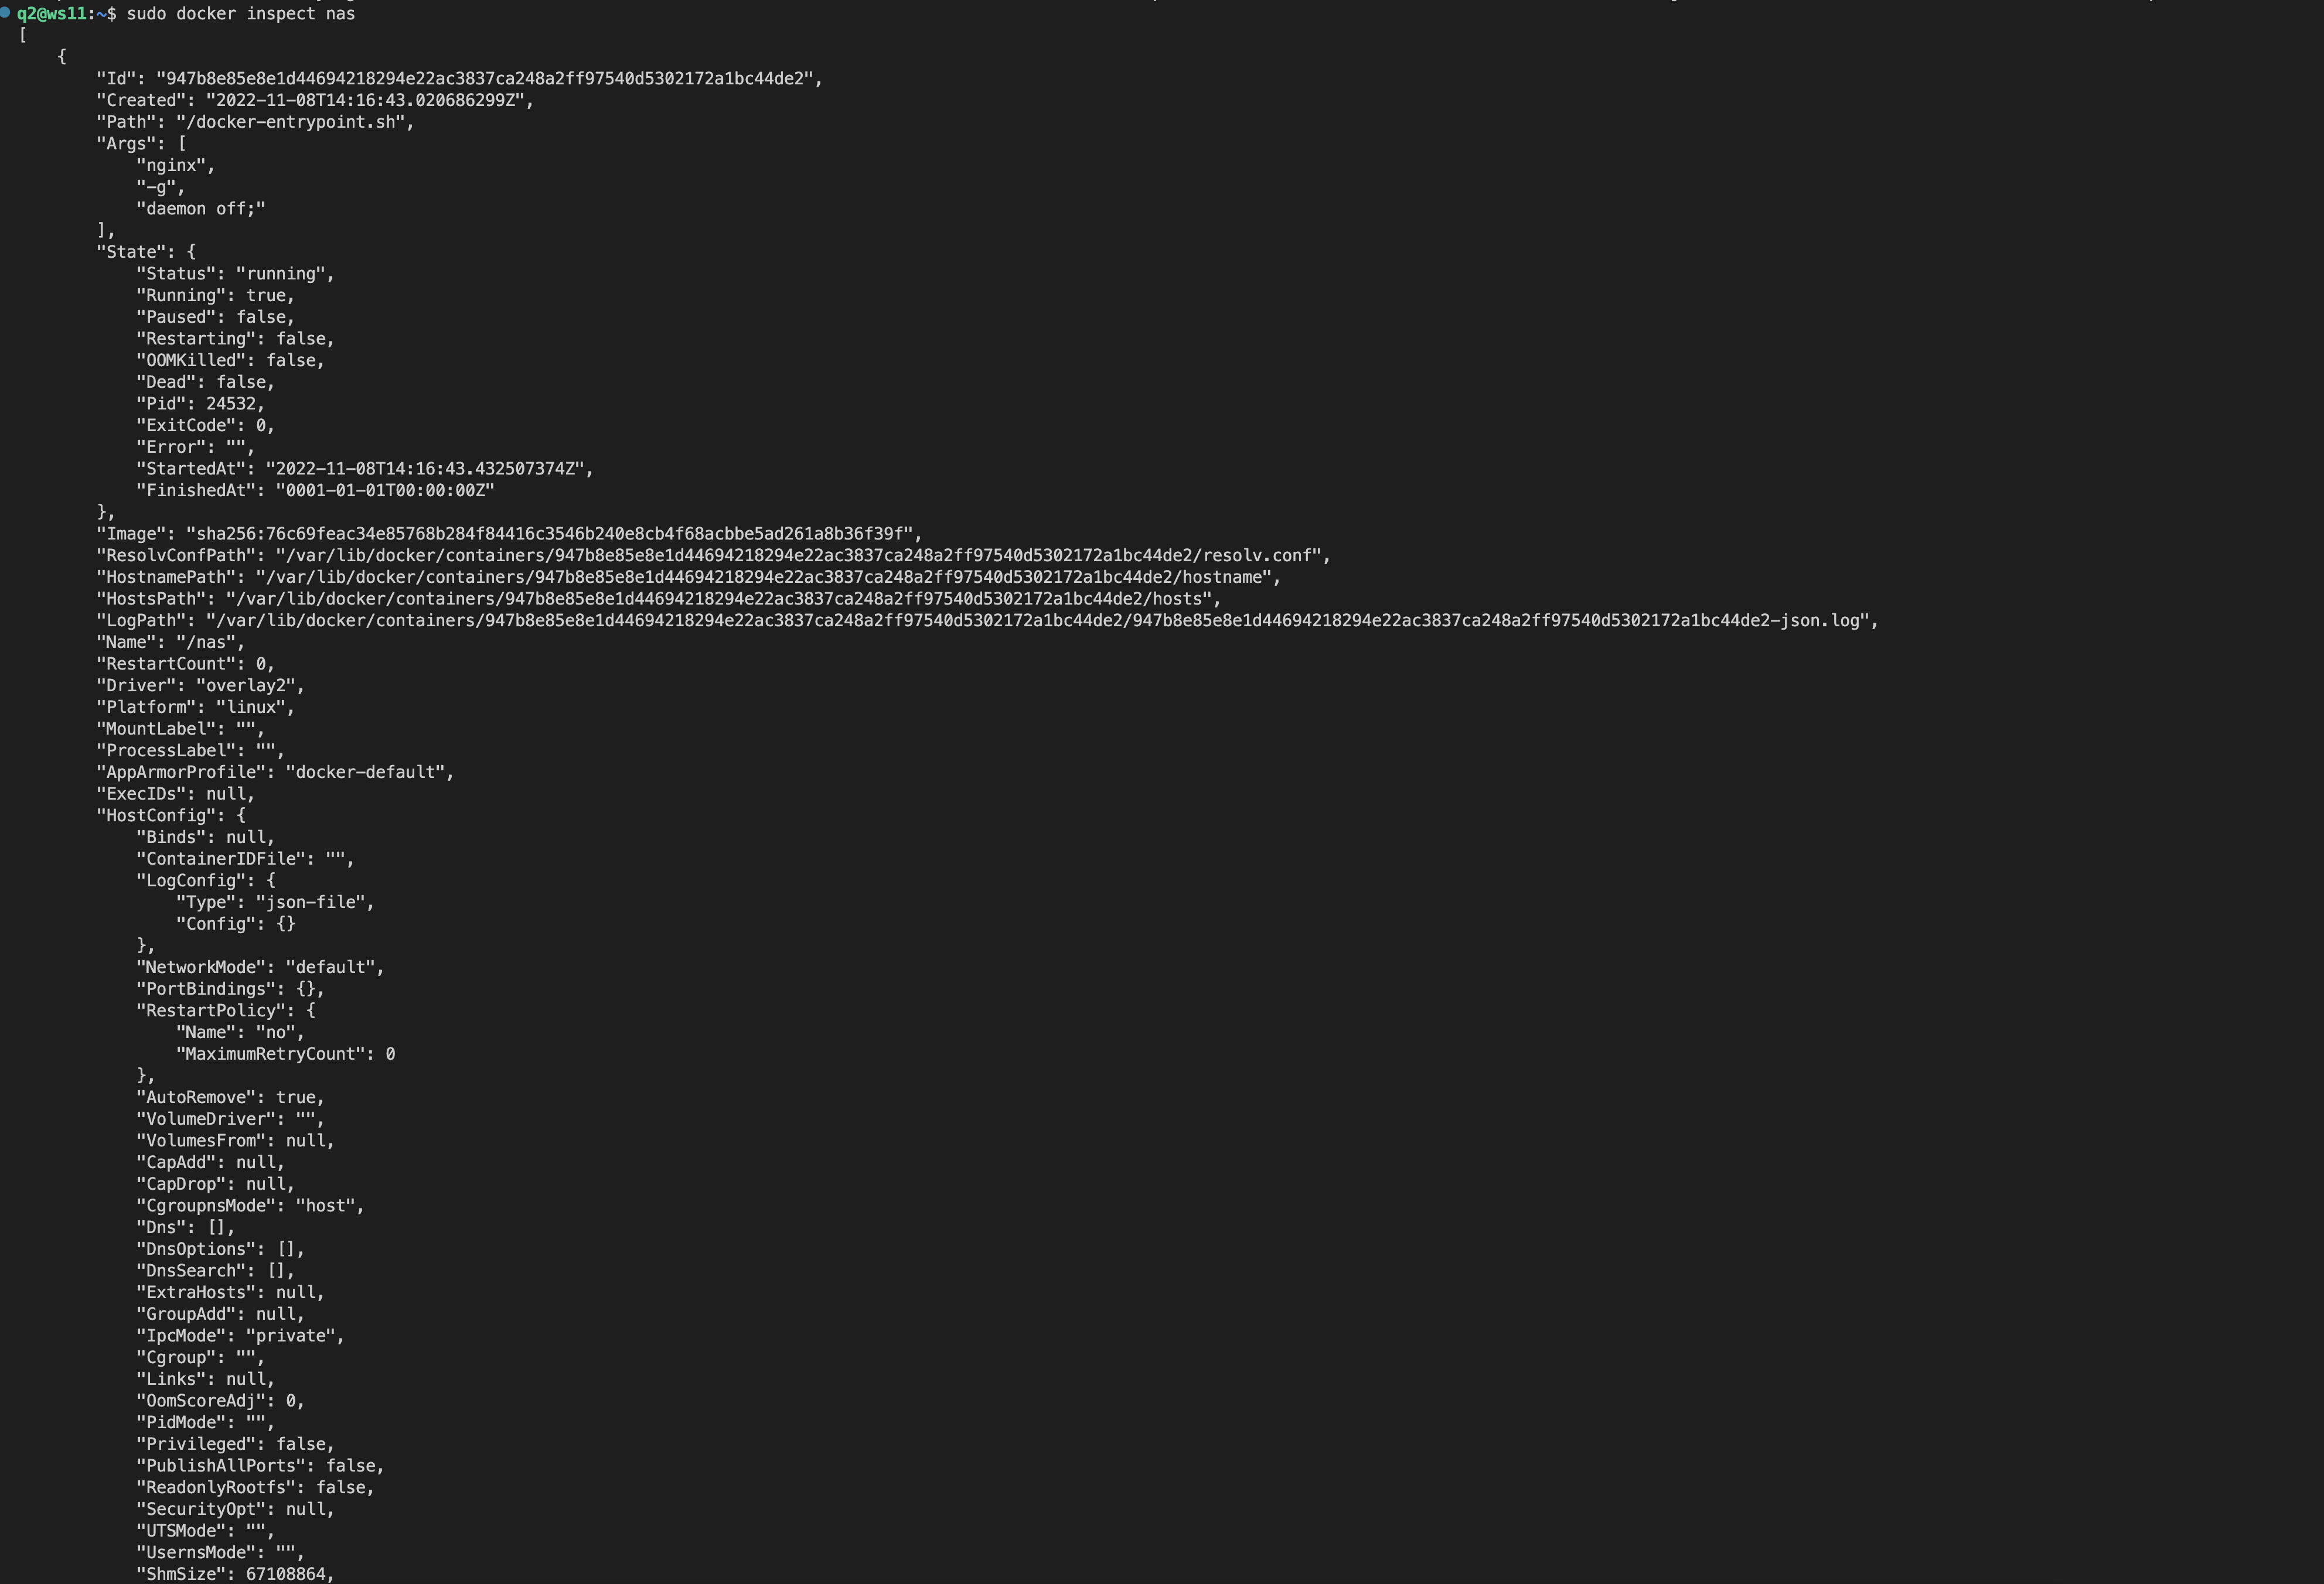 q2@ws11:~$ sudo docker inspect nas
[
    {
        "Id": "947b8e85e8e1d44694218294e22ac3837ca248a2ff97540d5302172a1bc44de2",
        "Created": "2022-11-08T14:16:43.020686299Z",
        "Path": "/docker-entrypoint.sh",
        "Args": [
            "nginx",
            "-g",
            "daemon off;"
        ],
        "State": {
            "Status": "running",
            "Running": true,
            "Paused": false,
            "Restarting": false,
            "OOMKilled": false,
            "Dead": false,
            "Pid": 24532,
            "ExitCode": 0,
            "Error": "",
            "StartedAt": "2022-11-08T14:16:43.432507374Z",
            "FinishedAt": "0001-01-01T00:00:00Z"
        },
        "Image": "sha256:76c69feac34e85768b284f84416c3546b240e8cb4f68acbbe5ad261a8b36f39f",
        "ResolvConfPath": "/var/lib/docker/containers/947b8e85e8e1d44694218294e22ac3837ca248a2ff97540d5302172a1bc44de2/resolv.conf",
        "HostnamePath": "/var/lib/docker/containers/947b8e85e8e1d44694218294e22ac3837ca248a2ff97540d5302172a1bc44de2/hostname",
        "HostsPath": "/var/lib/docker/containers/947b8e85e8e1d44694218294e22ac3837ca248a2ff97540d5302172a1bc44de2/hosts",
        "LogPath": "/var/lib/docker/containers/947b8e85e8e1d44694218294e22ac3837ca248a2ff97540d5302172a1bc44de2/947b8e85e8e1d44694218294e22ac3837ca248a2ff97540d5302172a1bc44de2-json.log",
        "Name": "/nas",
        "RestartCount": 0,
        "Driver": "overlay2",
        "Platform": "linux",
        "MountLabel": "",
        "ProcessLabel": "",
        "AppArmorProfile": "docker-default",
        "ExecIDs": null,
        "HostConfig": {
            "Binds": null,
            "ContainerIDFile": "",
            "LogConfig": {
                "Type": "json-file",
                "Config": {}
            },
            "NetworkMode": "default",
            "PortBindings": {},
            "RestartPolicy": {
                "Name": "no",
                "MaximumRetryCount": 0
            },
            "AutoRemove": true,
            "VolumeDriver": "",
            "VolumesFrom": null,
            "CapAdd": null,
            "CapDrop": null,
            "CgroupnsMode": "host",
            "Dns": [],
            "DnsOptions": [],
            "DnsSearch": [],
            "ExtraHosts": null,
            "GroupAdd": null,
            "IpcMode": "private",
            "Cgroup": "",
            "Links": null,
            "OomScoreAdj": 0,
            "PidMode": "",
            "Privileged": false,
            "PublishAllPorts": false,
            "ReadonlyRootfs": false,
            "SecurityOpt": null,
            "UTSMode": "",
            "UsernsMode": "",
            "ShmSize": 67108864,